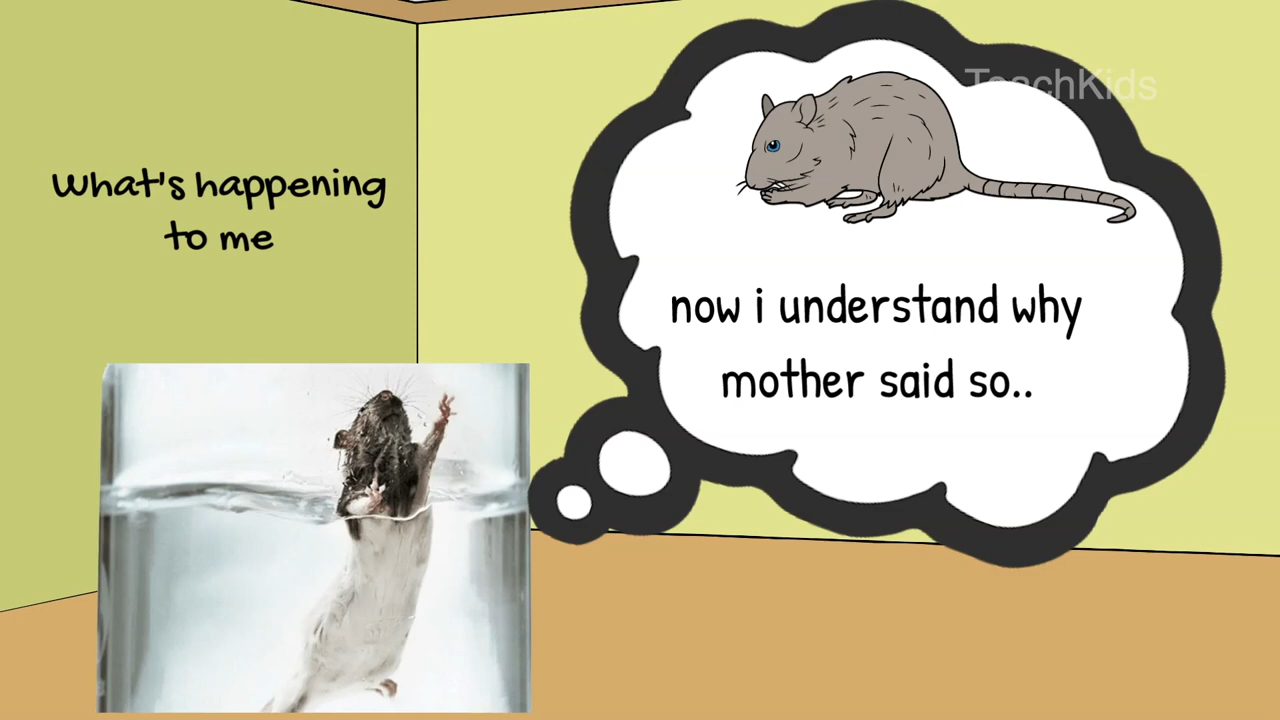 TeachKids
What's happening
to me
now i understand why
mother said so..